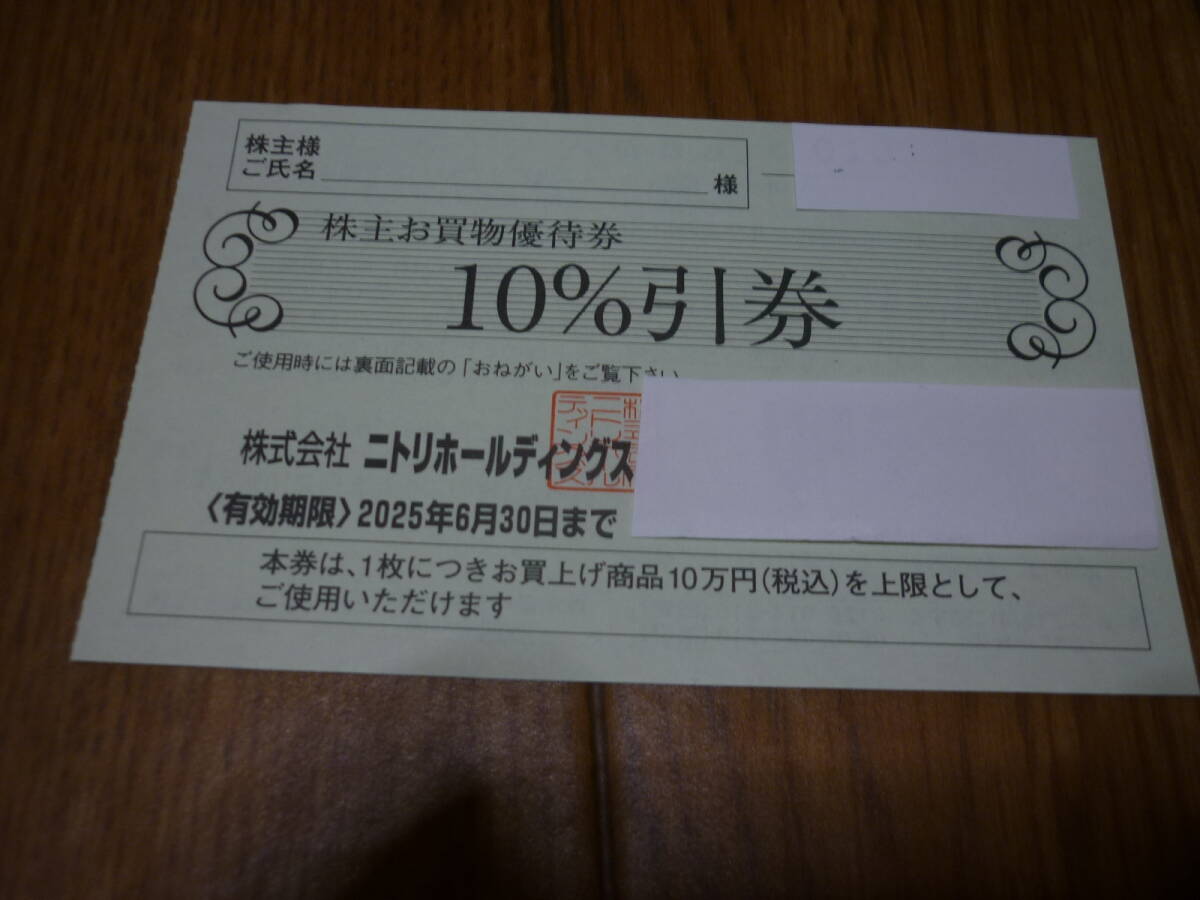 株主様
ご氏名 様
株主お買物優待券
10%引券
ご使用時には裏面記載の「おねがい」をご覧下さい
株式会社 ニトリホールディングス
〈有効期限〉2025年6月30日まで
本券は、1枚につきお買上げ商品10万円(税込)を上限として、
ご使用いただけます